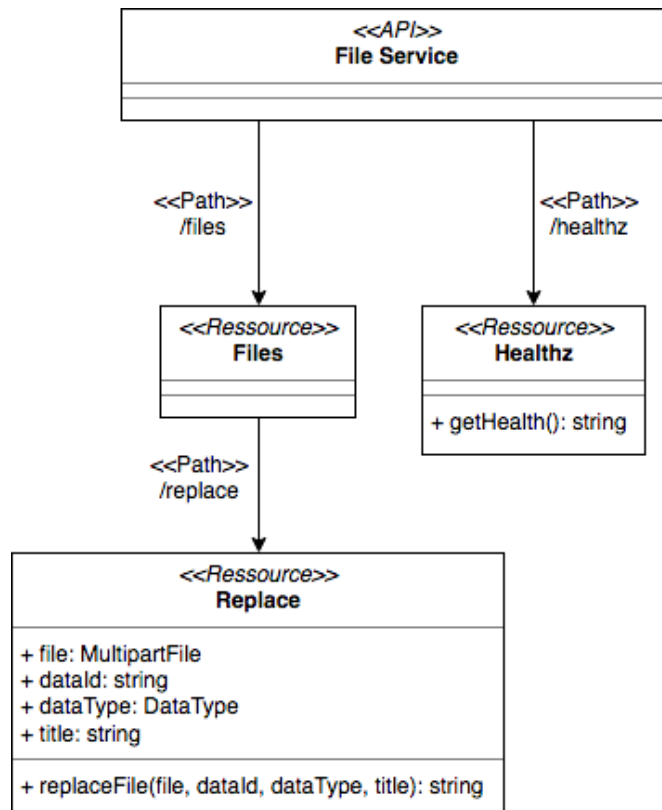 <<API>>
File Service
<<Path>>
/files
<<Path>>
/healthz
<<Ressource>>
Files
<<Ressource>>
Healthz
+ getHealth(): string
<<Path>>
/replace
<<Ressource>>
Replace
+ file: MultipartFile
+ dataId: string
+ dataType: DataType
+ title: string
+ replaceFile(file, dataId, dataType, title): string